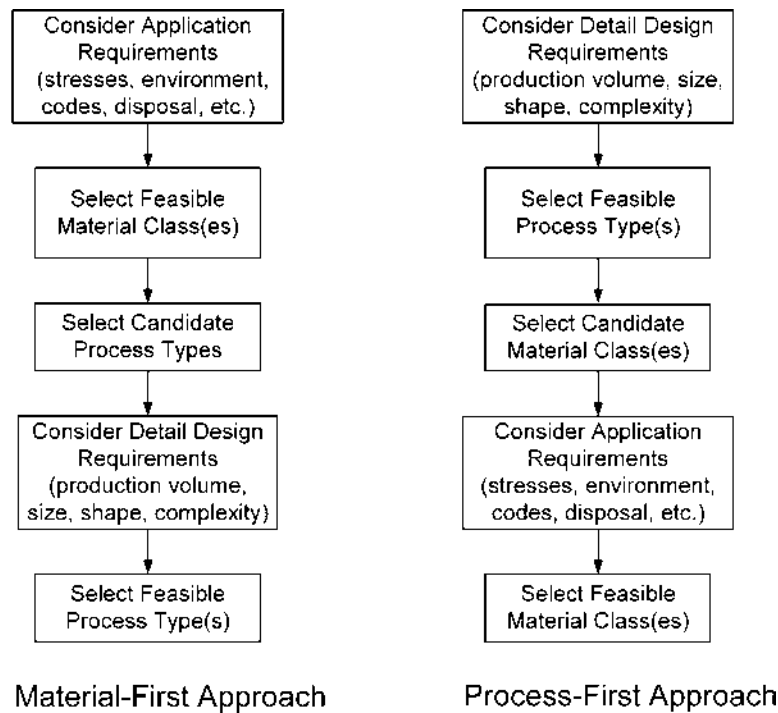 Consider Application
Requirements
(stresses, environment,
codes, disposal, etc.)
Select Feasible
Material Class(es)
Select Candidate
Process Types
Consider Detail Design
Requirements
(production volume,
size, shape, complexity)
Select Feasible
Process Type(s)
Material-First Approach
Consider Detail Design
Requirements
(production volume, size,
shape, complexity)
Select Feasible
Process Type(s)
Select Candidate
Material Class(es)
Consider Application
Requirements
(stresses, environment,
codes, disposal, etc.)
Select Feasible
Material Class(es)
Process-First Approach